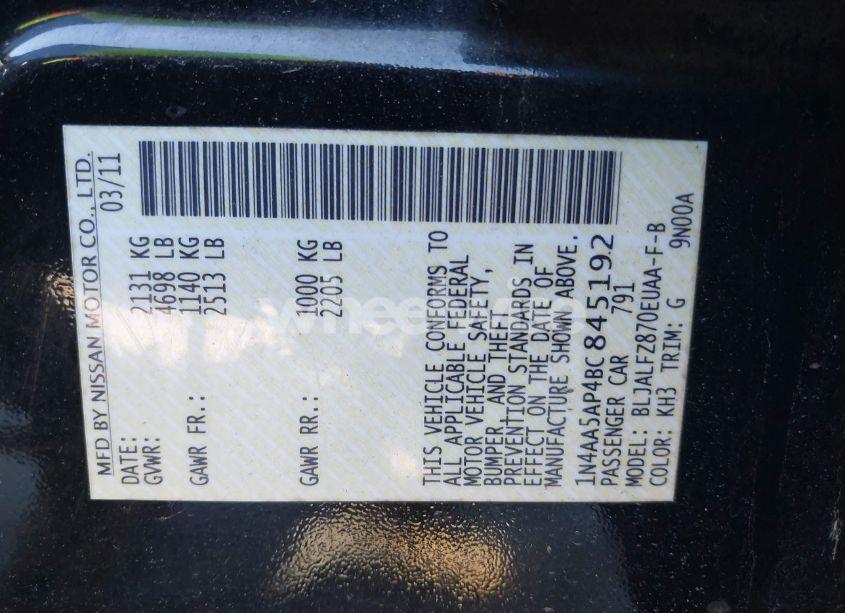 MFD BY NISSAN MOTOR CO., LTD.
DATE: 03/11
GVWR: 2131 KG
4698 LB
GAWR FR.: 1140 KG
2513 LB
GAWR RR.: 1000 KG
2205 LB
THIS VEHICLE CONFORMS TO
ALL APPLICABLE FEDERAL
MOTOR VEHICLE SAFETY,
BUMPER, AND THEFT
PREVENTION STANDARDS IN
EFFECT ON THE DATE OF
MANUFACTURE SHOWN ABOVE.
1N4AA5AP4BC845192
PASSENGER CAR 791
MODEL: BLJALFZ870EUAA-F-B
COLOR: KH3 TRIM: G 9N00A